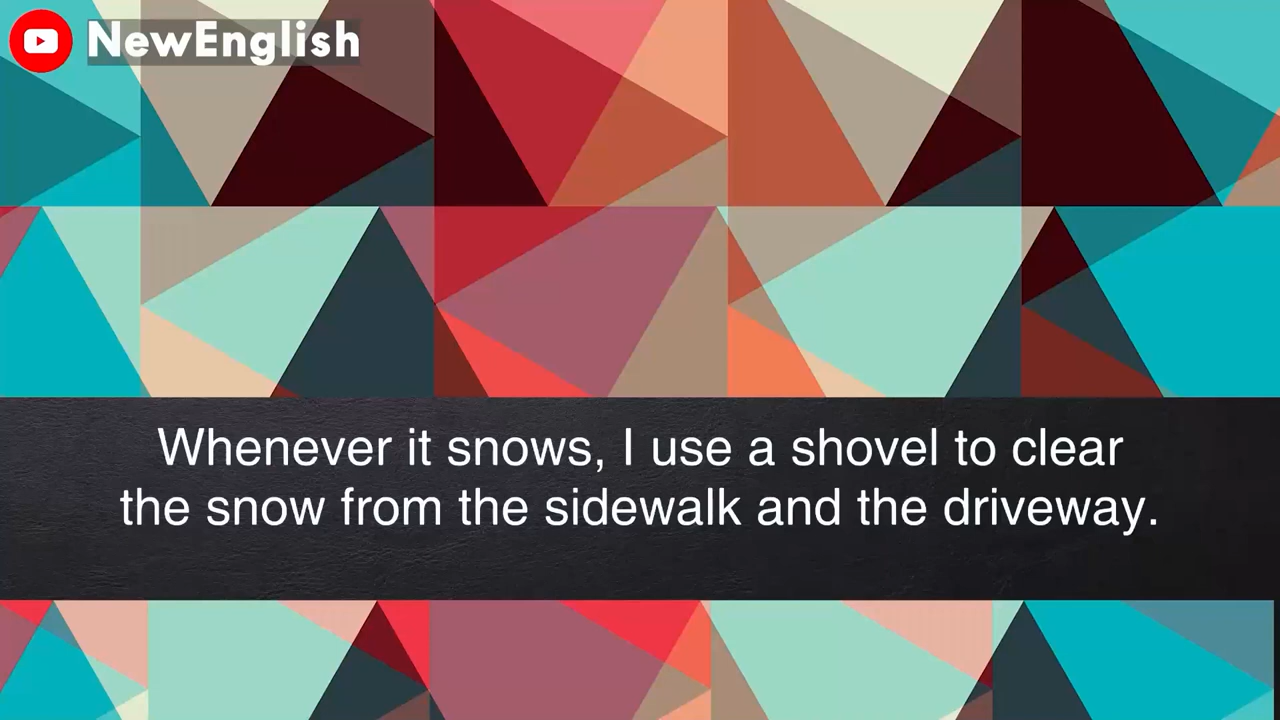 NewEnglish
Whenever it snows, I use a shovel to clear
the snow from the sidewalk and the driveway.